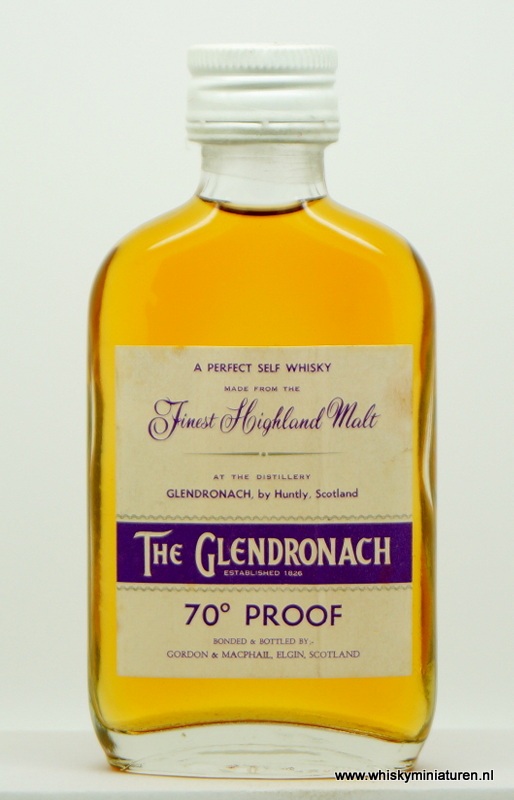 A PERFECT SELF WHISKY
MADE FROM THE
Finest Highland Malt
AT THE DISTILLERY
GLENDRONACH, by Huntly, Scotland
THE GLENDRONACH
ESTABLISHED 1826
70° PROOF
BONDED & BOTTLED BY:-
GORDON & MACPHAIL, ELGIN, SCOTLAND
www.whiskyminiaturen.nl